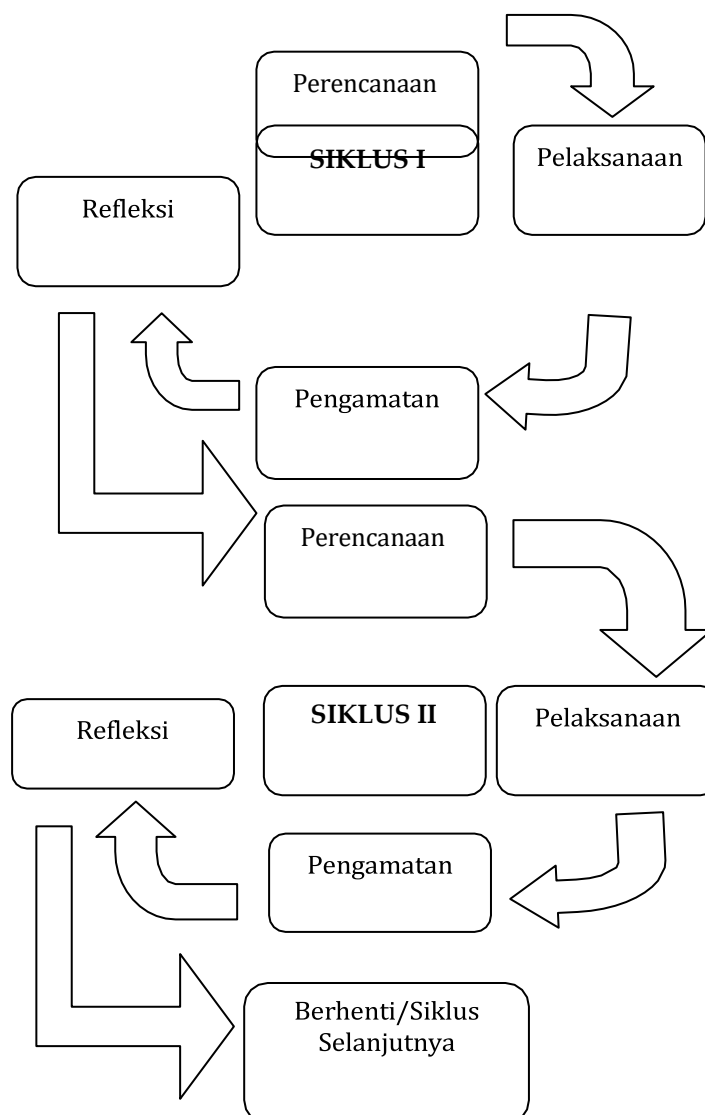 Perencanaan
SIKLUS I
Pelaksanaan
Refleksi
Pengamatan
Perencanaan
SIKLUS II
Pelaksanaan
Refleksi
Pengamatan
Berhenti/Siklus
Selanjutnya